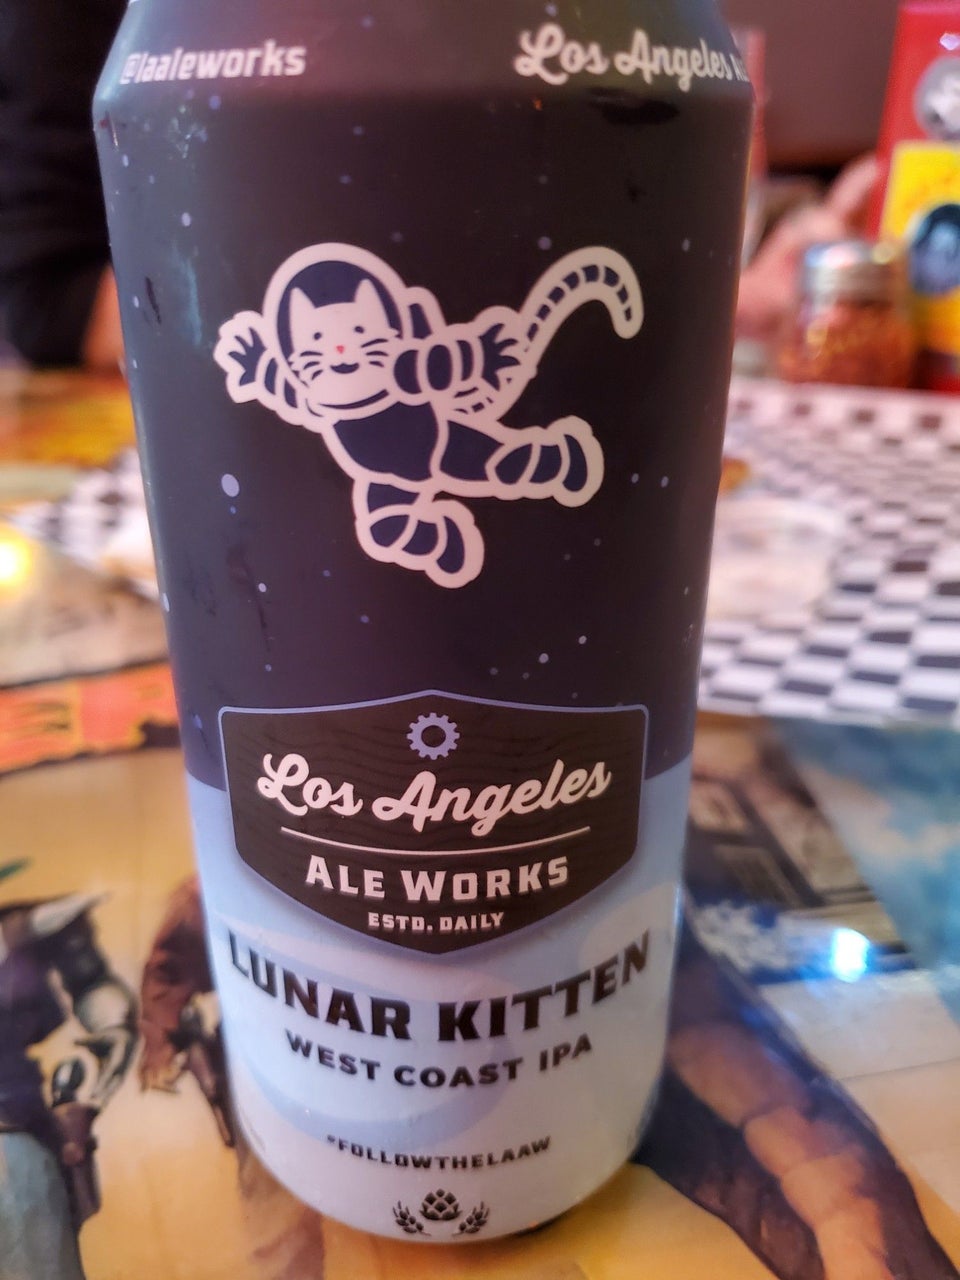 @laaleworks
Los Angeles
Los Angeles
ALE WORKS
ESTD. DAILY
LUNAR KITTEN
WEST COAST IPA
#FOLLOWTHELAAW